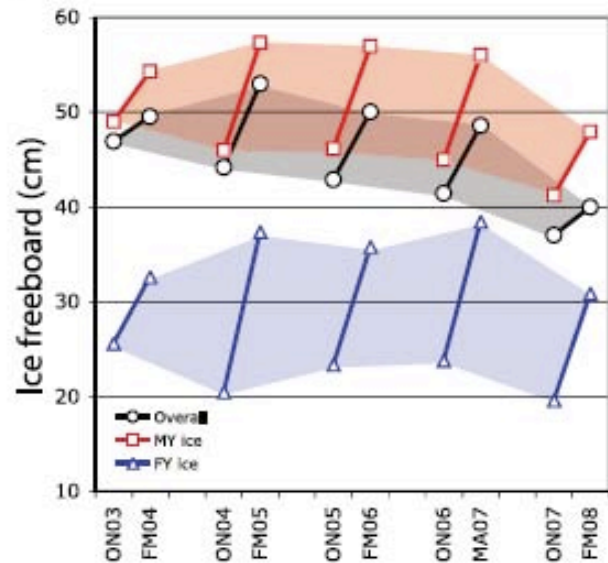 60
50
40
30
20
10
Ice freeboard (cm)
Overal
MY ice
FY ice
ON03
FM04
ON04
FM05
ON05
FM06
ON06
MA07
ON07
FM08